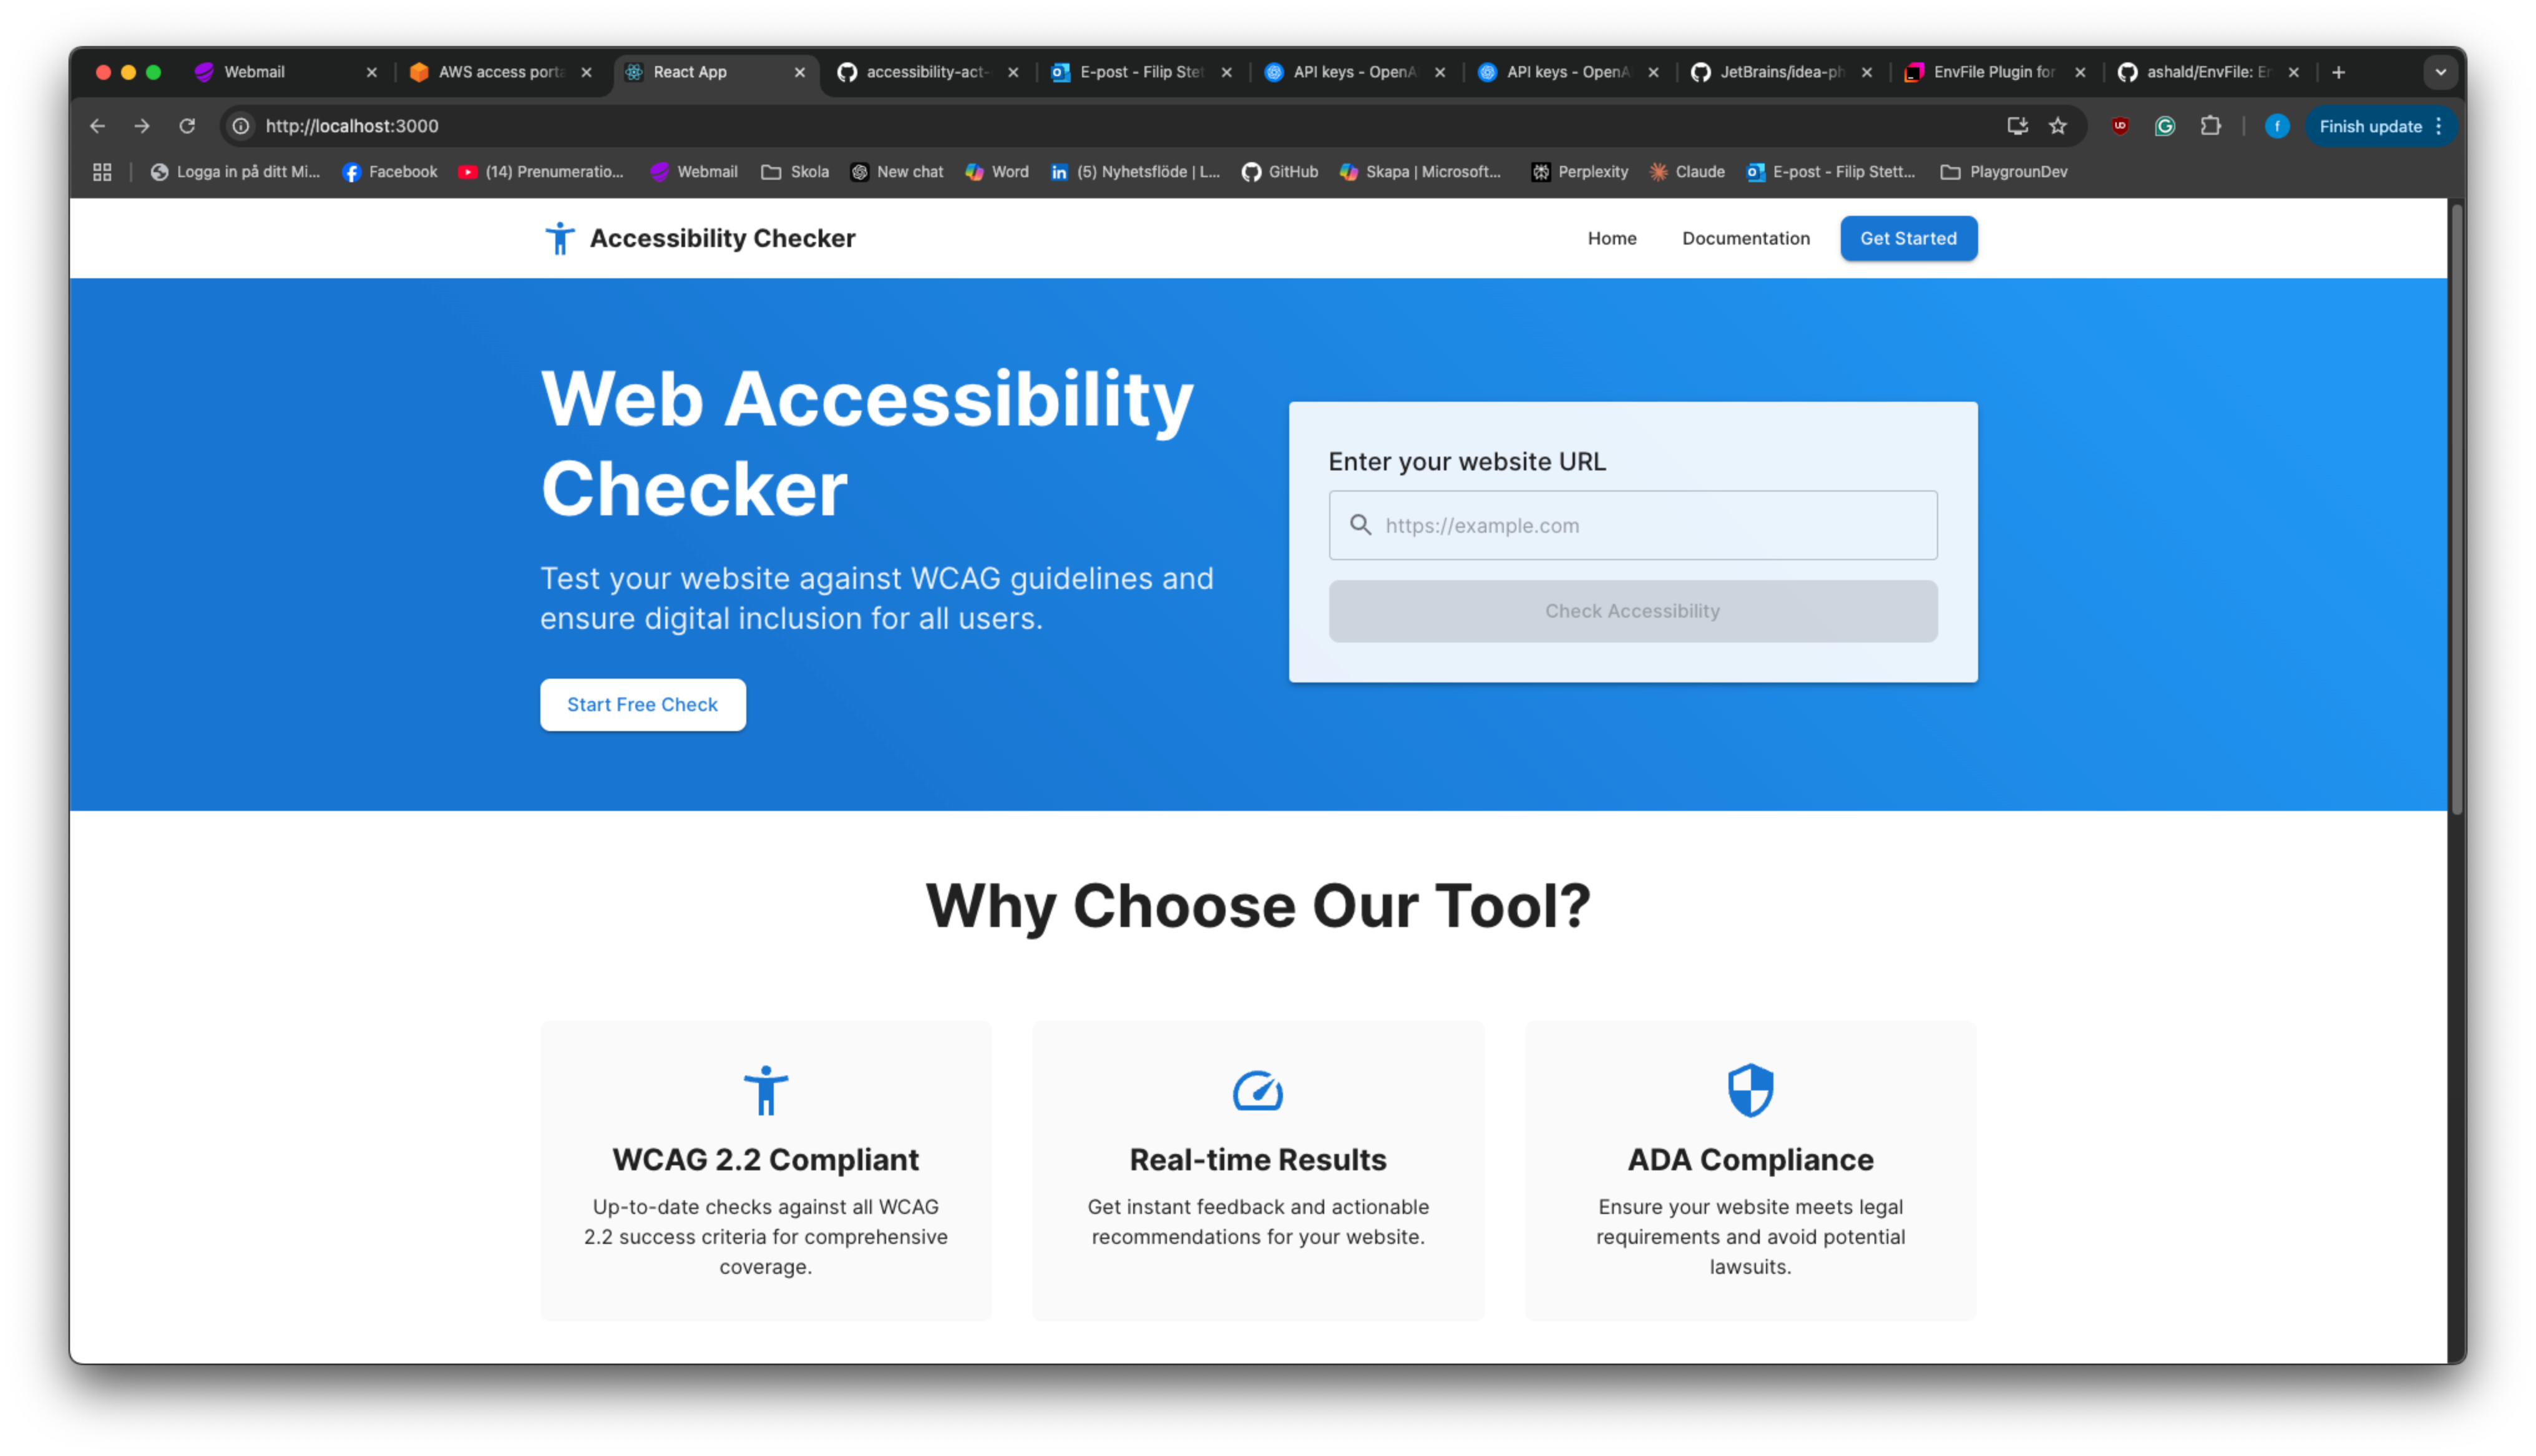 Webmail
AWS access porta
React App
accessibility-act-
E-post - Filip Stet
API keys - OpenA
API keys - OpenA
JetBrains/idea-ph
EnvFile Plugin for
ashald/EnvFile: En
http://localhost:3000
Finish update
Logga in på ditt Mi...
Facebook
(14) Prenumeratio...
Webmail
Skola
New chat
Word
(5) Nyhetsflöde | L...
GitHub
Skapa | Microsoft...
Perplexity
Claude
E-post - Filip Stett...
PlaygrounDev
Accessibility Checker
Home
Documentation
Get Started
Web Accessibility
Checker
Test your website against WCAG guidelines and
ensure digital inclusion for all users.
Start Free Check
Enter your website URL
https://example.com
Check Accessibility
Why Choose Our Tool?
WCAG 2.2 Compliant
Up-to-date checks against all WCAG
2.2 success criteria for comprehensive
coverage.
Real-time Results
Get instant feedback and actionable
recommendations for your website.
ADA Compliance
Ensure your website meets legal
requirements and avoid potential
lawsuits.